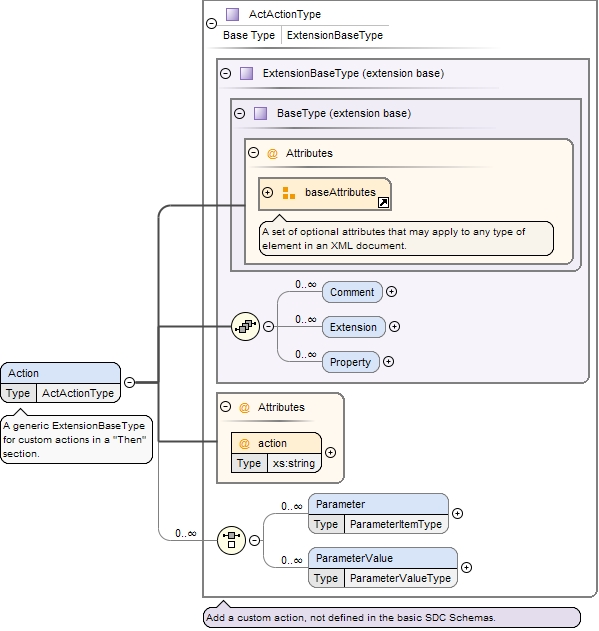 ActActionType
Base Type ExtensionBaseType
ExtensionBaseType (extension base)
BaseType (extension base)
@ Attributes
baseAttributes
A set of optional attributes that may apply to any type of
element in an XML document.
0..∞ Comment
0..∞ Extension
0..∞ Property
Action
Type ActActionType
A generic ExtensionBaseType
for custom actions in a "Then"
section.
@ Attributes
@ action
Type xs:string
0..∞
0..∞ Parameter
Type ParameterItemType
0..∞ ParameterValue
Type ParameterValueType
Add a custom action, not defined in the basic SDC Schemas.